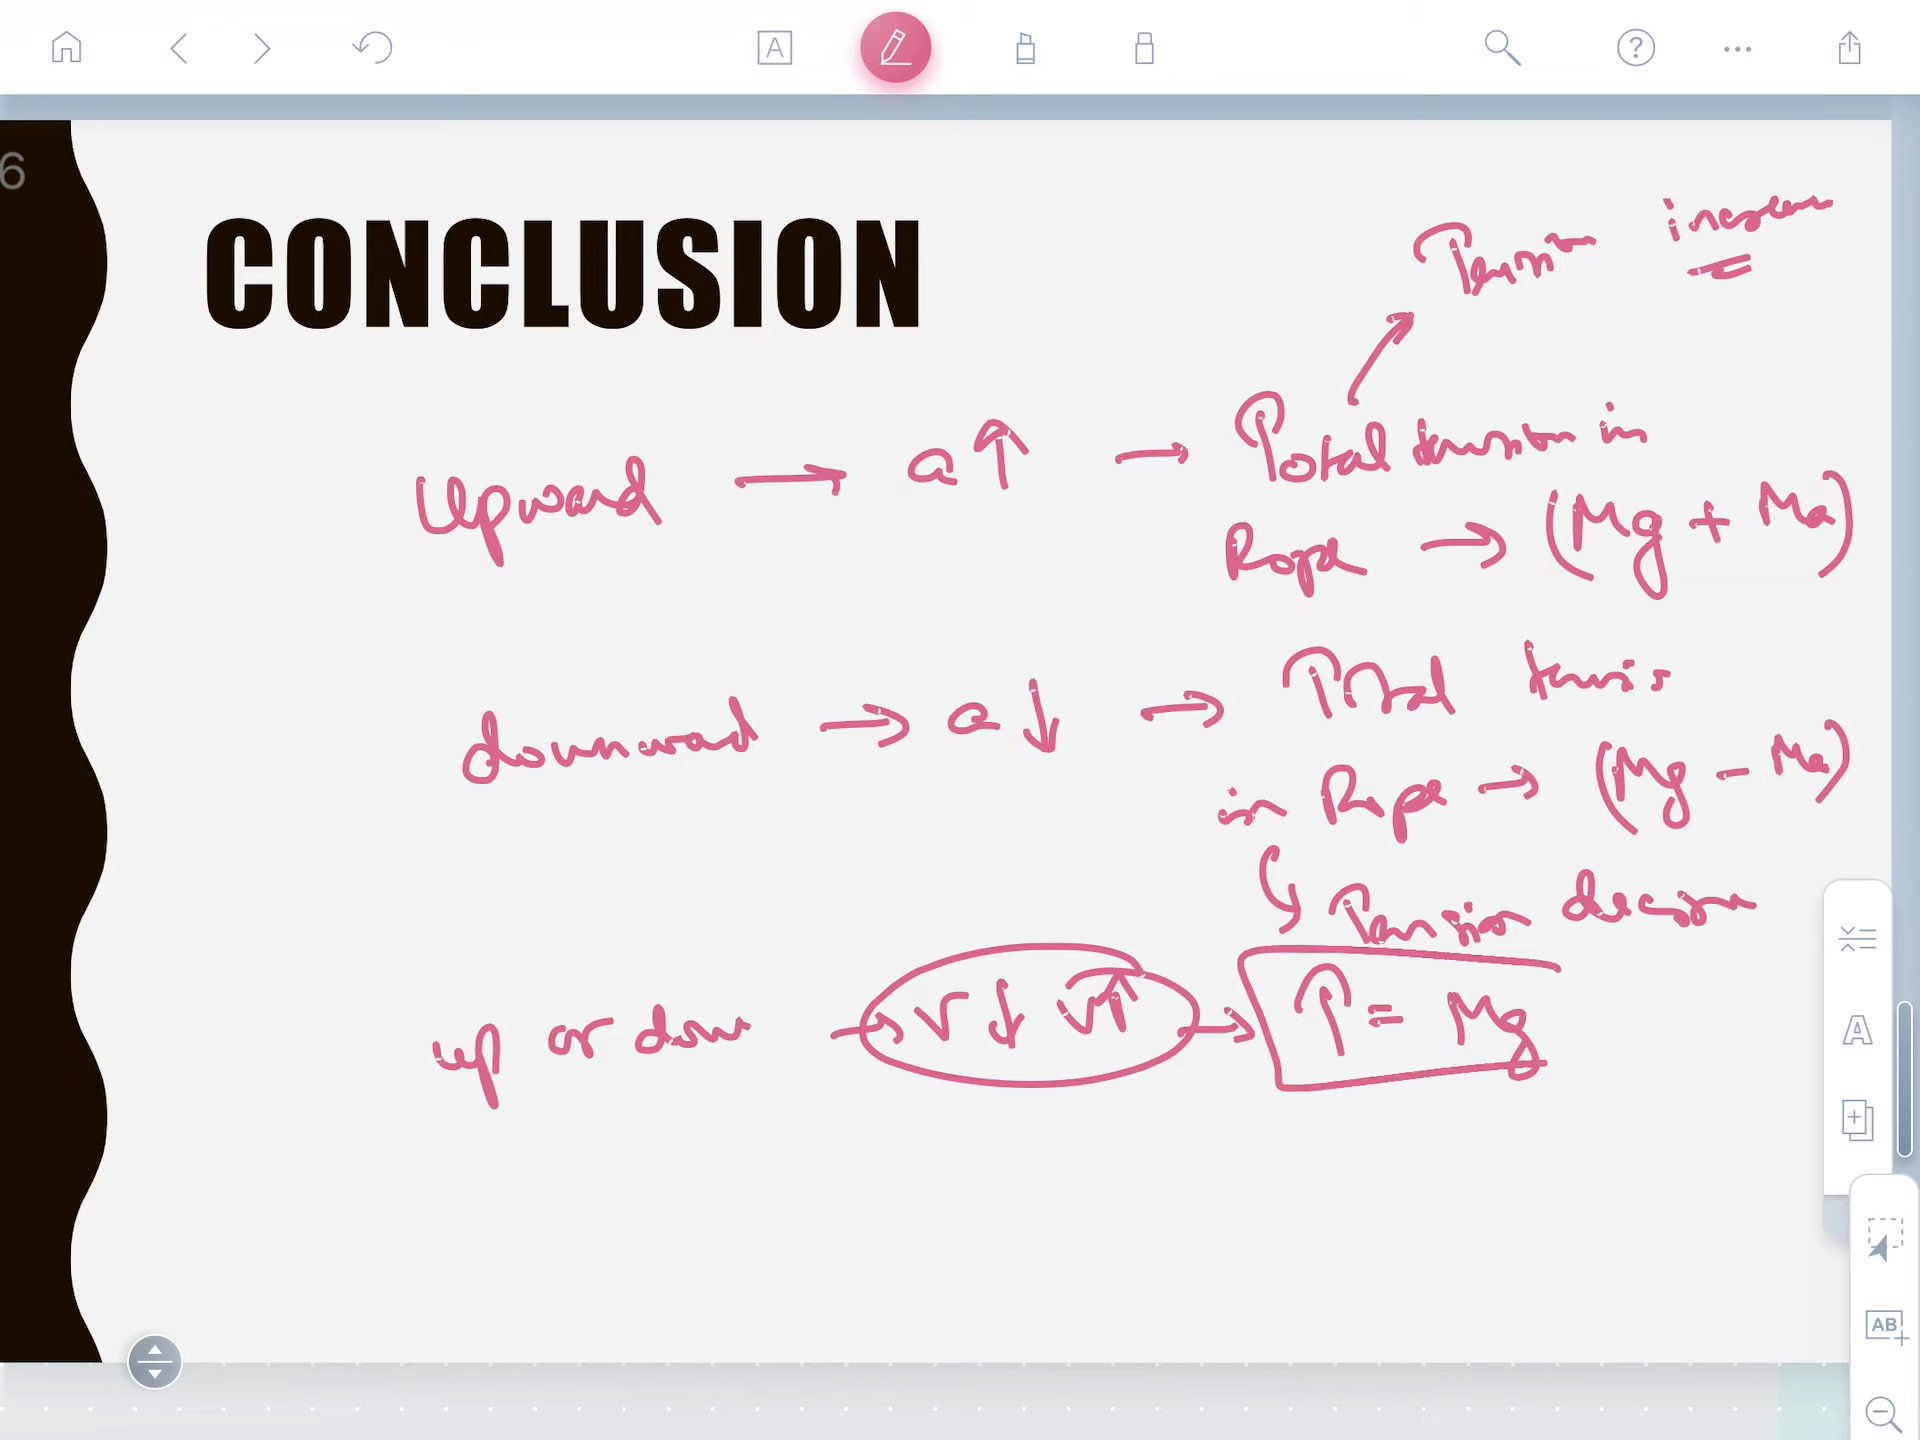 6
CONCLUSION
Tension increase
Upward → a ↑ → Total tension in
Rope → (Mg + Ma)
downward → a ↓ → Total
in Rope → (Mg - Ma)
Tension decrease
up or down → V ↓ V ↑ → T = Mg